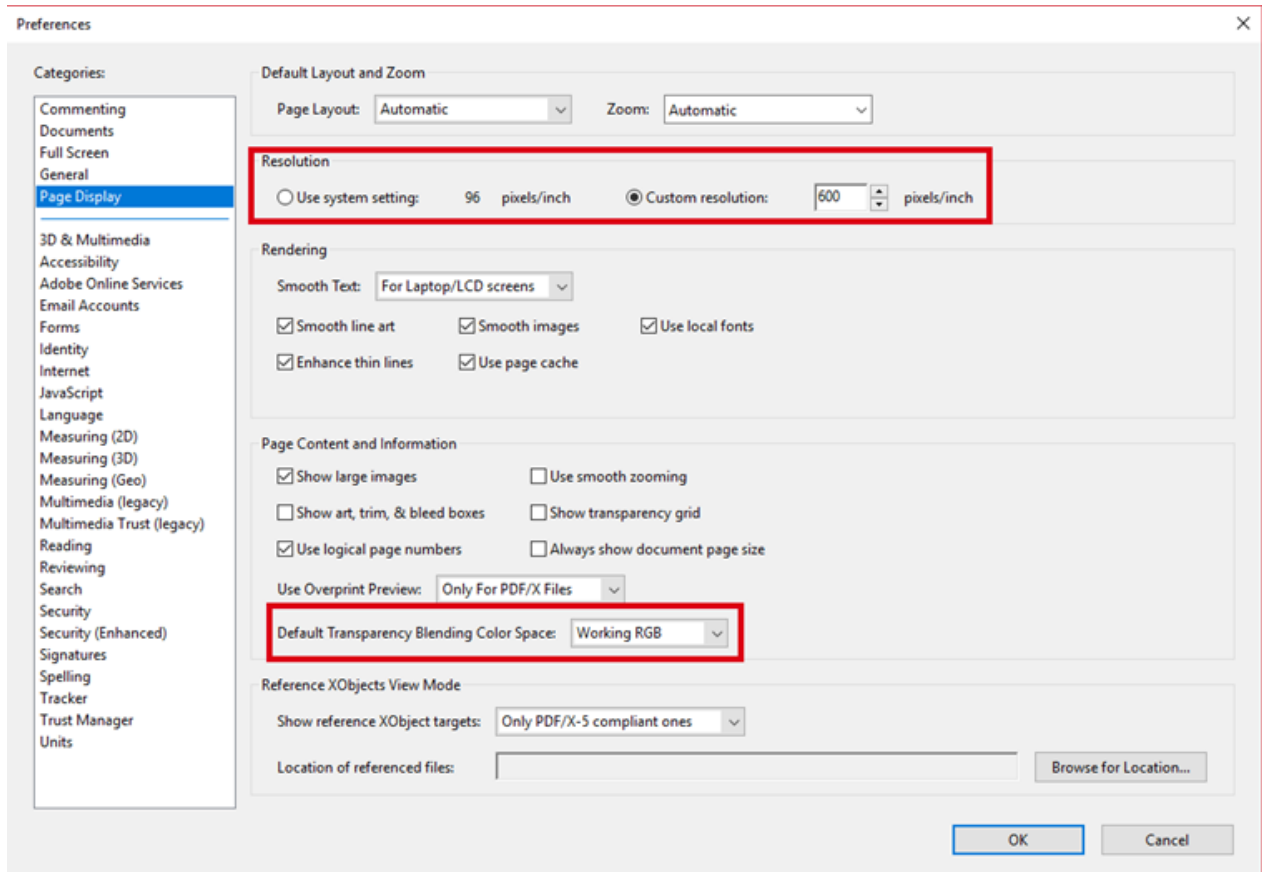 Preferences
Categories:
Commenting
Documents
Full Screen
General
Page Display
3D & Multimedia
Accessibility
Adobe Online Services
Email Accounts
Forms
Identity
Internet
JavaScript
Language
Measuring (2D)
Measuring (3D)
Measuring (Geo)
Multimedia (legacy)
Multimedia Trust (legacy)
Reading
Reviewing
Search
Security
Security (Enhanced)
Signatures
Spelling
Tracker
Trust Manager
Units
Default Layout and Zoom
Page Layout: Automatic Zoom: Automatic
Resolution
Use system setting: 96 pixels/inch Custom resolution: 600 pixels/inch
Rendering
Smooth Text: For Laptop/LCD screens
Smooth line art Smooth images Use local fonts
Enhance thin lines Use page cache
Page Content and Information
Show large images Use smooth zooming
Show art, trim, & bleed boxes Show transparency grid
Use logical page numbers Always show document page size
Use Overprint Preview: Only For PDF/X Files
Default Transparency Blending Color Space: Working RGB
Reference XObjects View Mode
Show reference XObject targets: Only PDF/X-5 compliant ones
Location of referenced files: Browse for Location...
OK Cancel